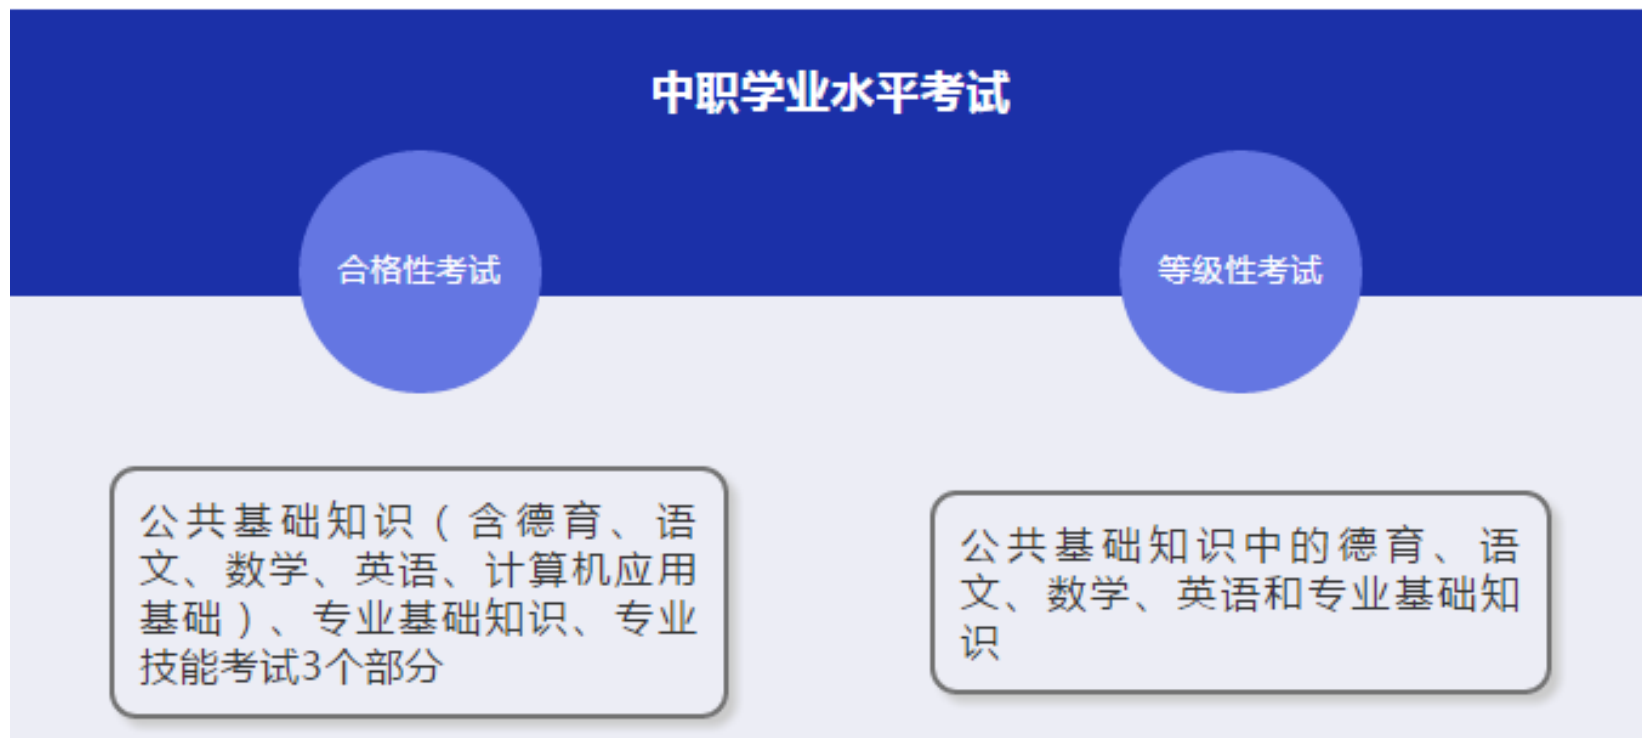 中职学业水平考试
合格性考试
等级性考试
公共基础知识（含德育、语
文、数学、英语、计算机应用
基础）、专业基础知识、专业
技能考试3个部分
公共基础知识中的德育、语
文、数学、英语和专业基础知
识